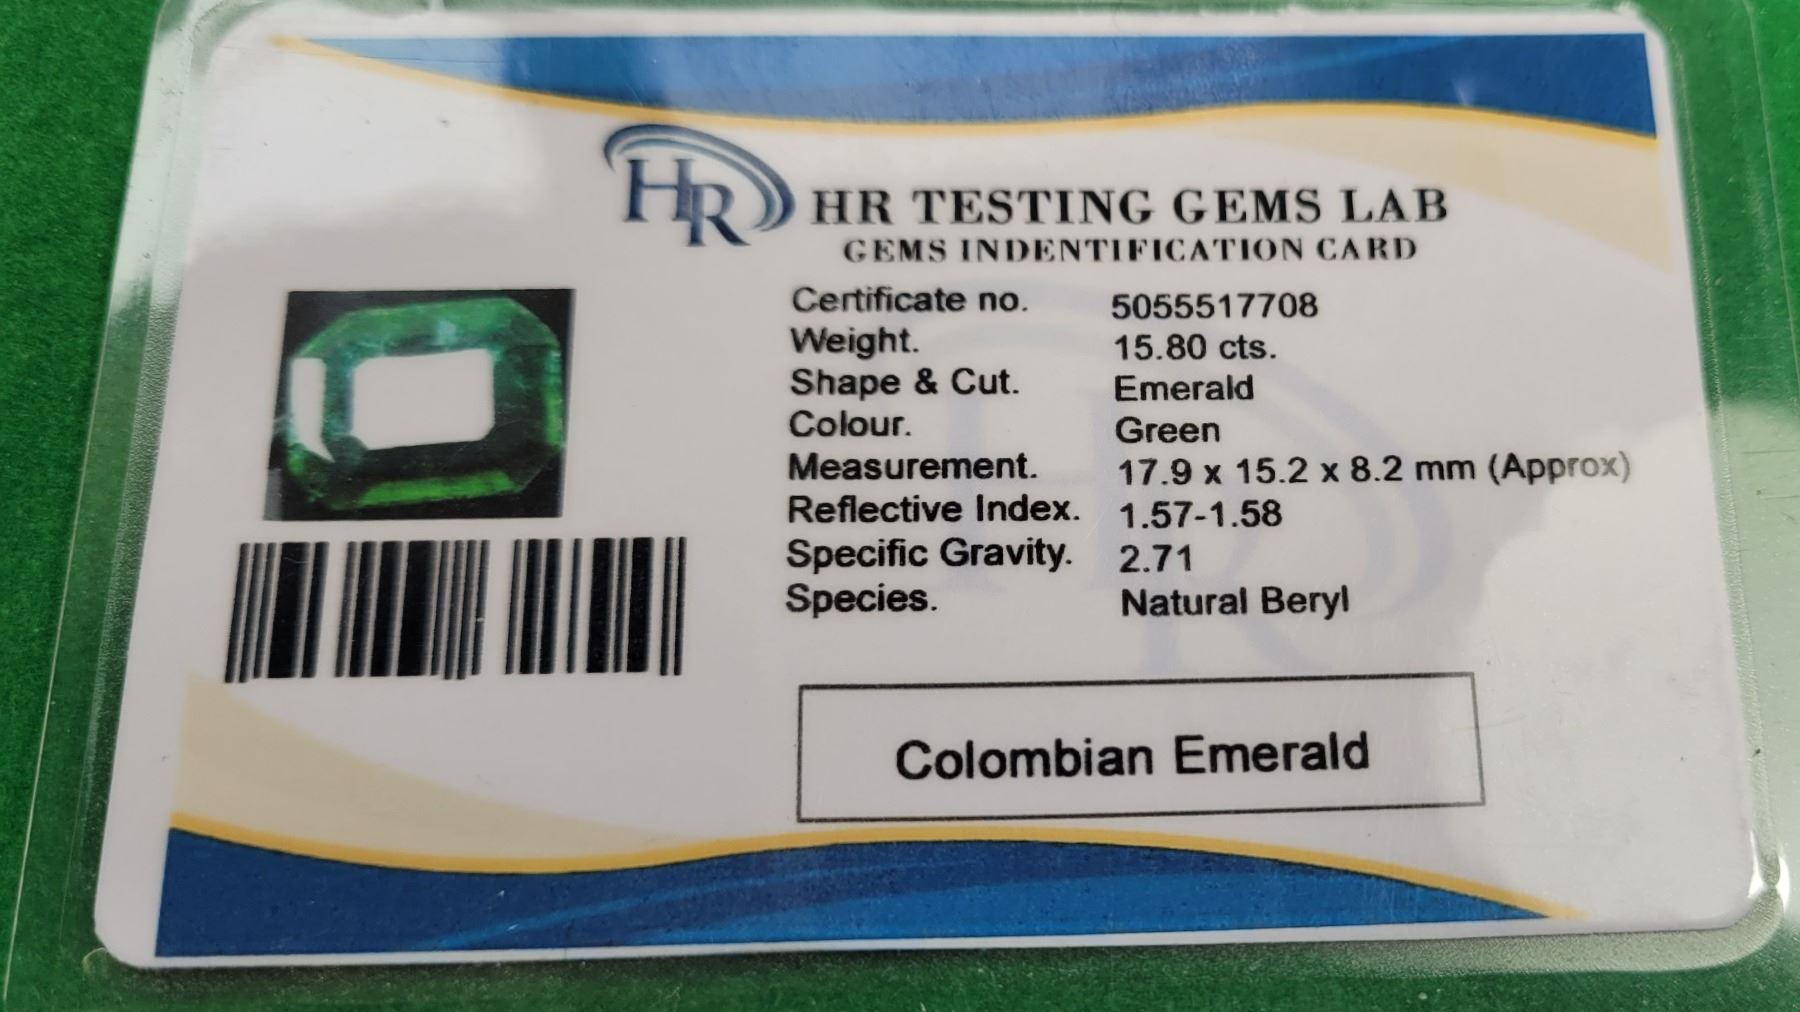 HR HR TESTING GEMS LAB
GEMS INDENTIFICATION CARD
Certificate no. 5055517708
Weight. 15.80 cts.
Shape & Cut. Emerald
Colour. Green
Measurement. 17.9 x 15.2 x 8.2 mm (Approx)
Reflective Index. 1.57-1.58
Specific Gravity. 2.71
Species. Natural Beryl
Colombian Emerald